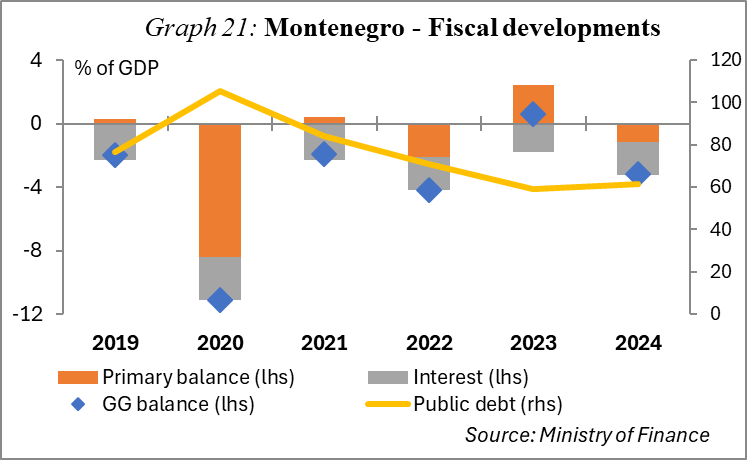 Graph 21: Montenegro - Fiscal developments
% of GDP
4
0
-4
-8
-12
120
100
80
60
40
20
0
2019 2020 2021 2022 2023 2024
Primary balance (lhs) Interest (lhs)
GG balance (lhs) Public debt (rhs)
Source: Ministry of Finance